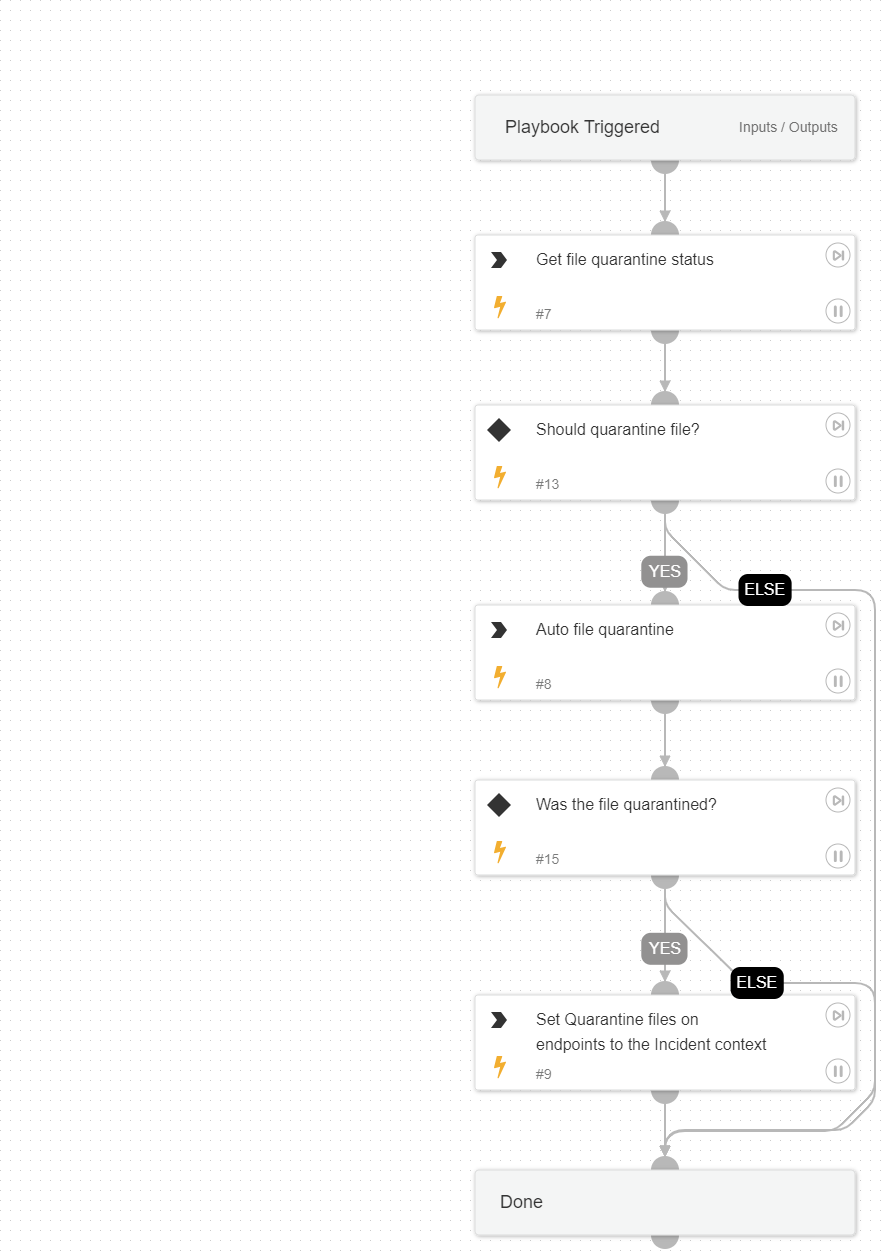 Playbook Triggered Inputs / Outputs
Get file quarantine status
#7
Should quarantine file?
#13
YES
ELSE
Auto file quarantine
#8
Was the file quarantined?
#15
YES
ELSE
Set Quarantine files on
endpoints to the Incident context
#9
Done